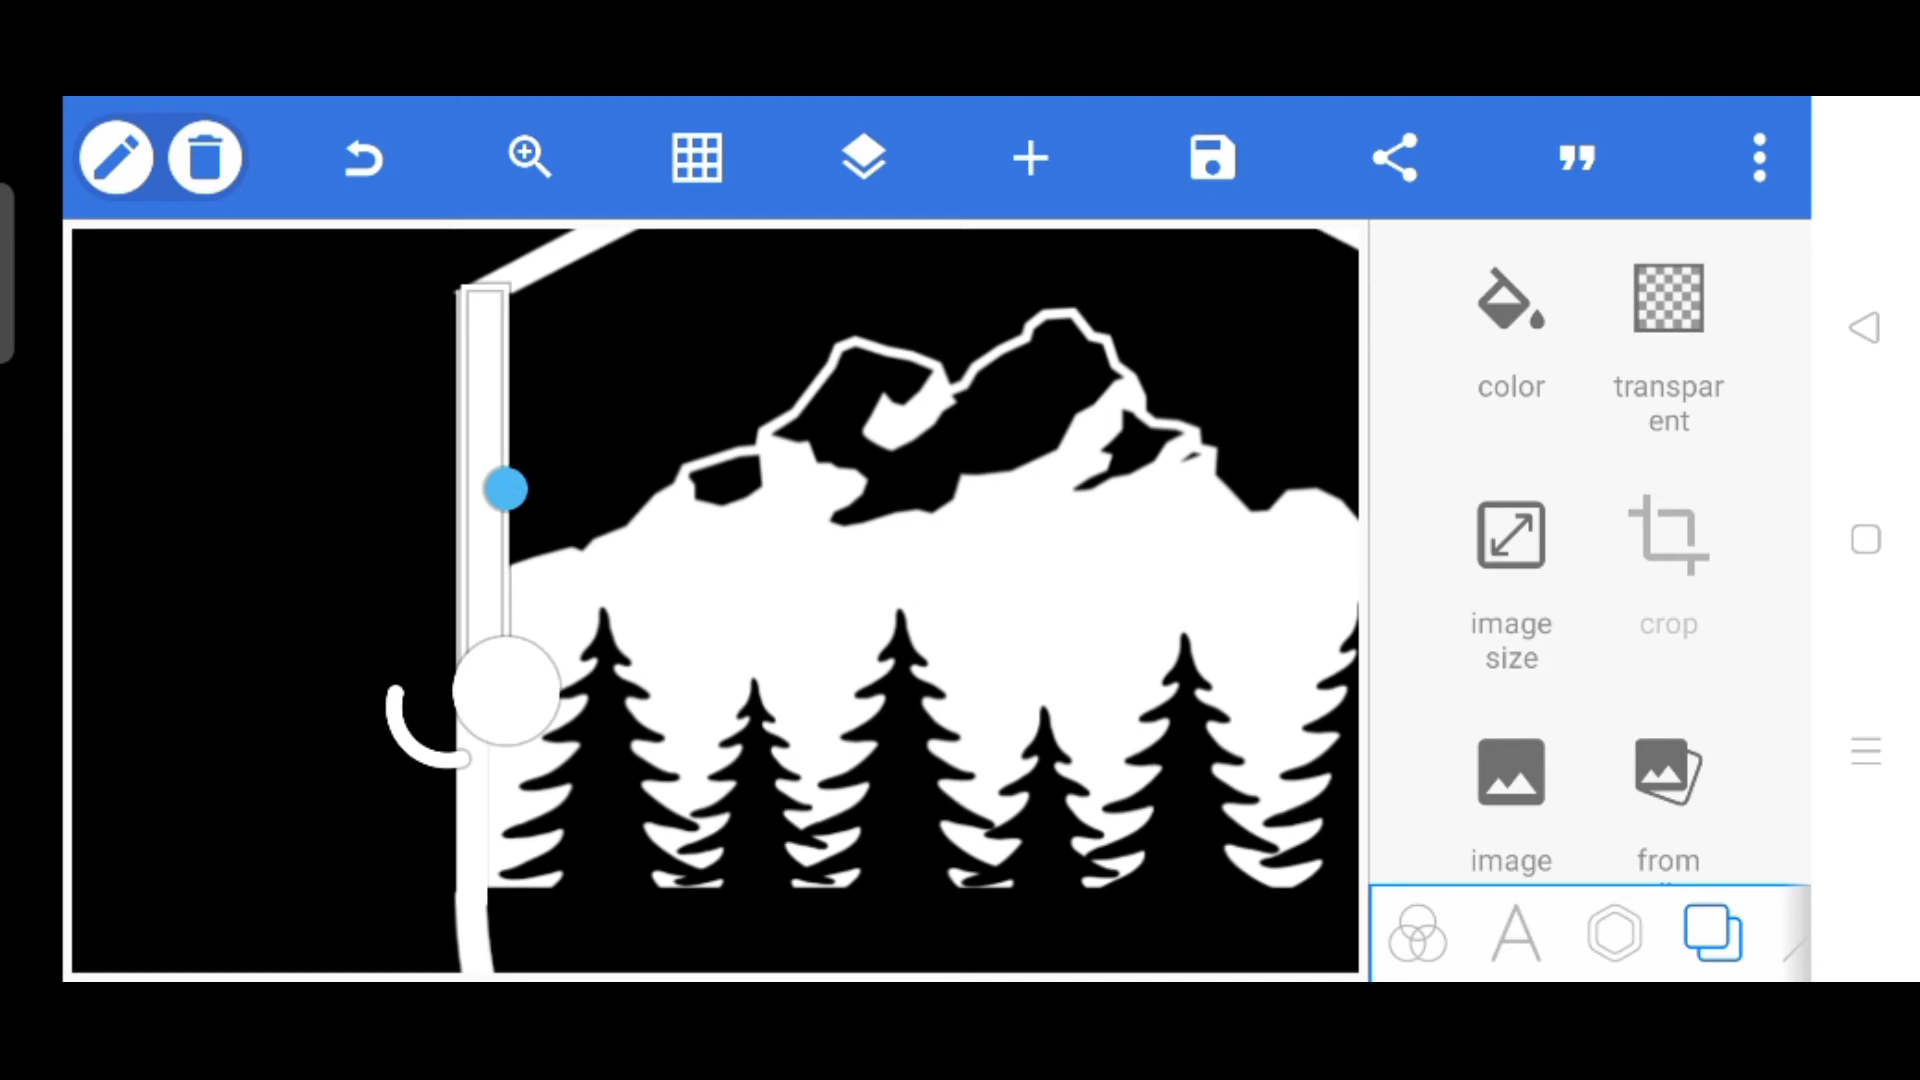 color
transpar
ent
image
size
crop
image
from